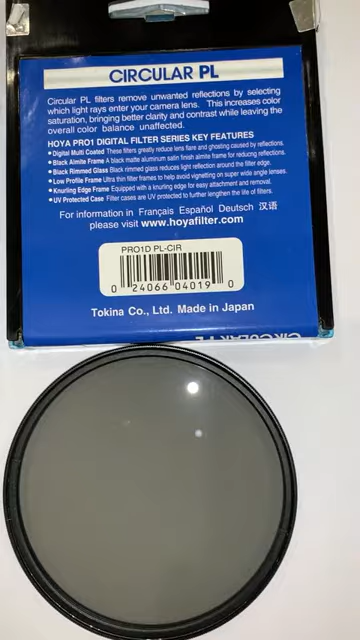 CIRCULAR PL
Circular PL filters remove unwanted reflections by selecting
which light rays enter your camera lens. This increases color
saturation, bringing better clarity and contrast while leaving the
overall color balance unaffected.
HOYA PRO1 DIGITAL FILTER SERIES KEY FEATURES
• Digital Multi Coated These filters greatly reduce lens flare and ghosting caused by reflections.
• Black Almite Frame A black matte aluminum satin finish almite frame for reducing reflections.
• Black Rimmed Glass Black rimmed glass reduces reflection around the filter edge.
• Low Profile Frame Ultra thin filter frames to help avoid vignetting on super wide angle lenses.
• Knurling Edge Frame Equipped with a knurling edge for easy attachment and removal.
• UV Protected Case Filter cases are UV protected to further lengthen the life of filters.
For information in Français Español Deutsch 汉语
please visit www.hoyafilter.com
PRO1D PL-CIR
0 24066 04019 0
Tokina Co., Ltd. Made in Japan
CIRCULAR PL